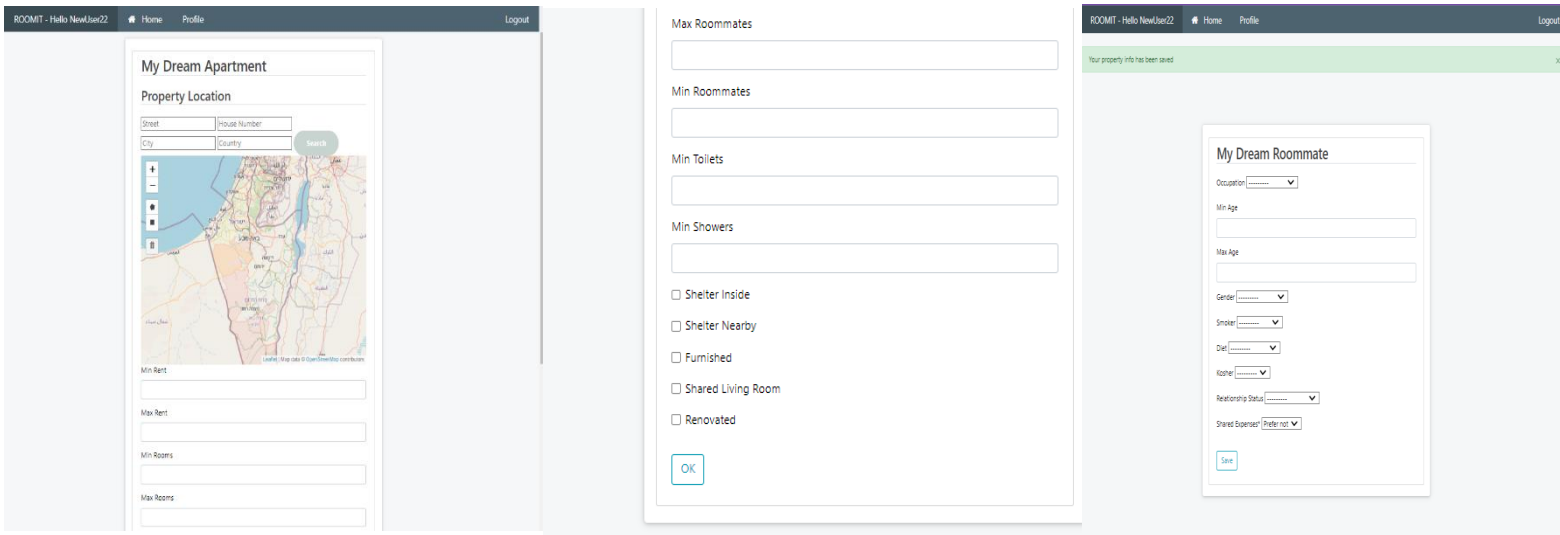 ROOMIT - Hello NewUser22 Home Profile Logout
My Dream Apartment
Property Location
Street House Number
City Country Search
+
−
Leaflet | Map data © OpenStreetMap contributors
Min Rent
Max Rent
Min Rooms
Max Rooms
Max Roommates
Min Roommates
Min Toilets
Min Showers
Shelter Inside
Shelter Nearby
Furnished
Shared Living Room
Renovated
OK
ROOMIT - Hello NewUser22 Home Profile Logout
Your property info has been saved x
My Dream Roommate
Occupation ---------
Min Age
Max Age
Gender ---------
Smoker ---------
Diet ---------
Kosher ---------
Relationship Status ---------
Shared Expenses* Prefer not
Save